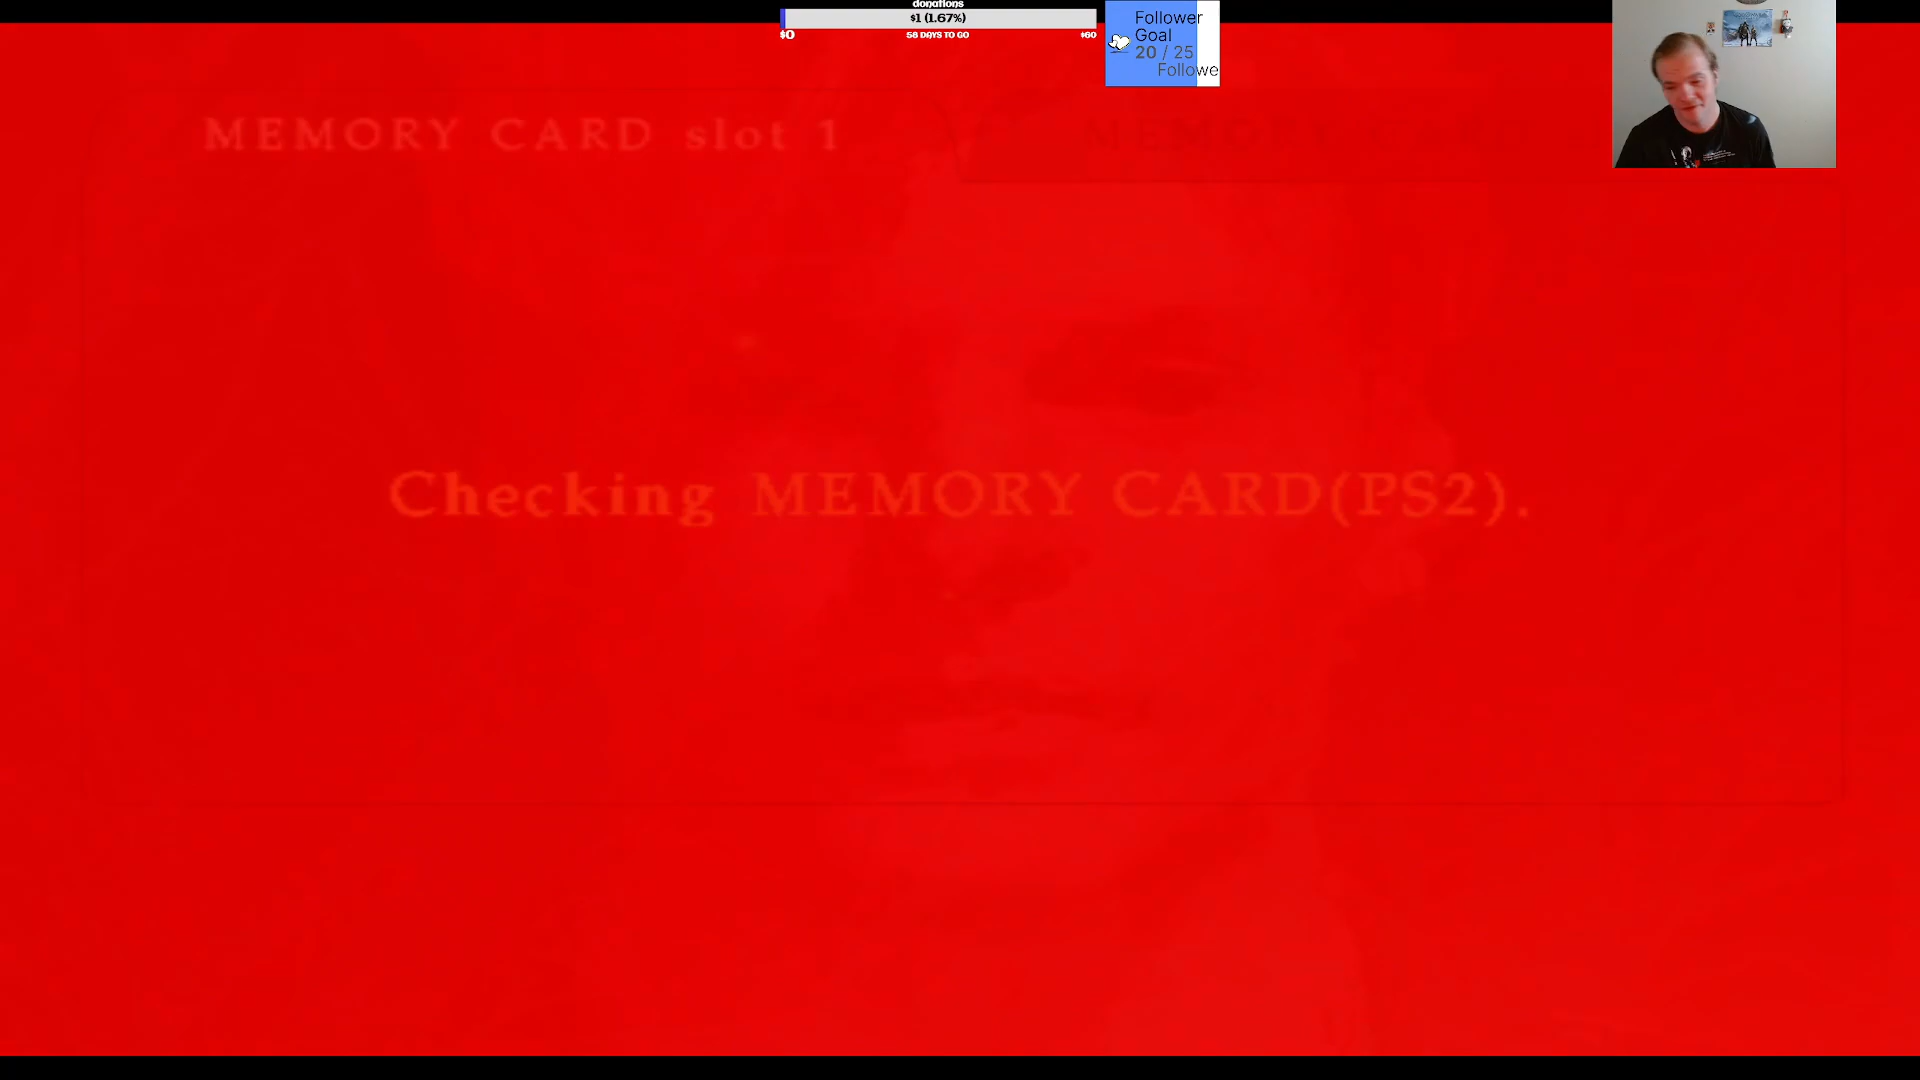 donations
$1 (1.67%)
$0
58 DAYS TO GO
$60
Follower
Goal
20 / 25
Followe
MEMORY CARD slot 1
MEMORY
Checking MEMORY CARD(PS2).